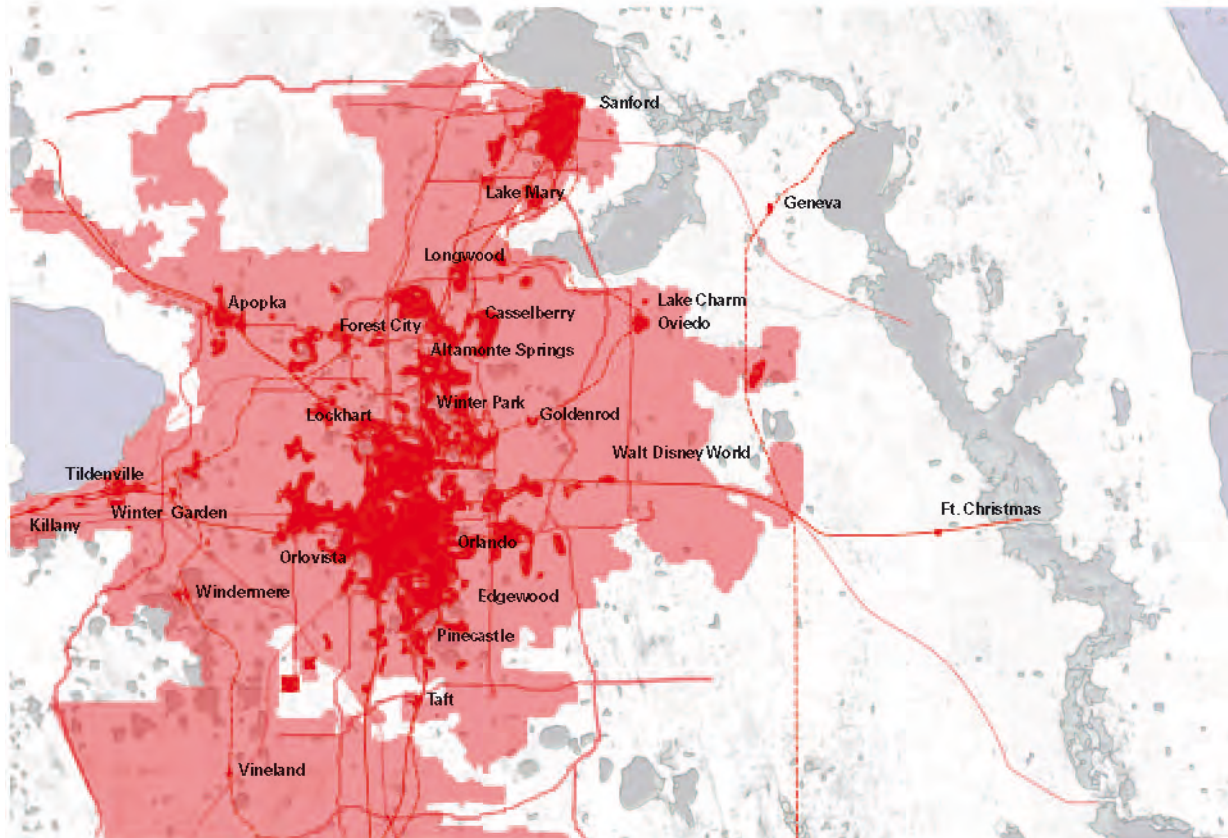 Sanford
Lake Mary
Geneva
Longwood
Apopka
Lake Charm
Forest City
Casselberry
Oviedo
Altamonte Springs
Winter Park
Lockhart
Goldenrod
Walt Disney World
Tildenville
Winter Garden
Ft. Christmas
Killany
Orlovista
Orlando
Windermere
Edgewood
Pinecastle
Taft
Vineland